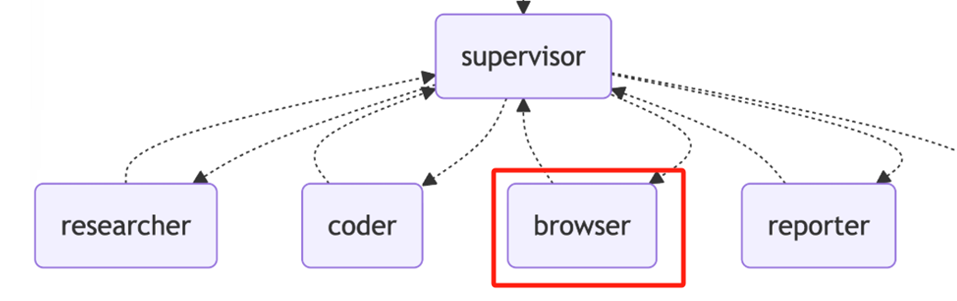 supervisor
researcher
coder
browser
reporter